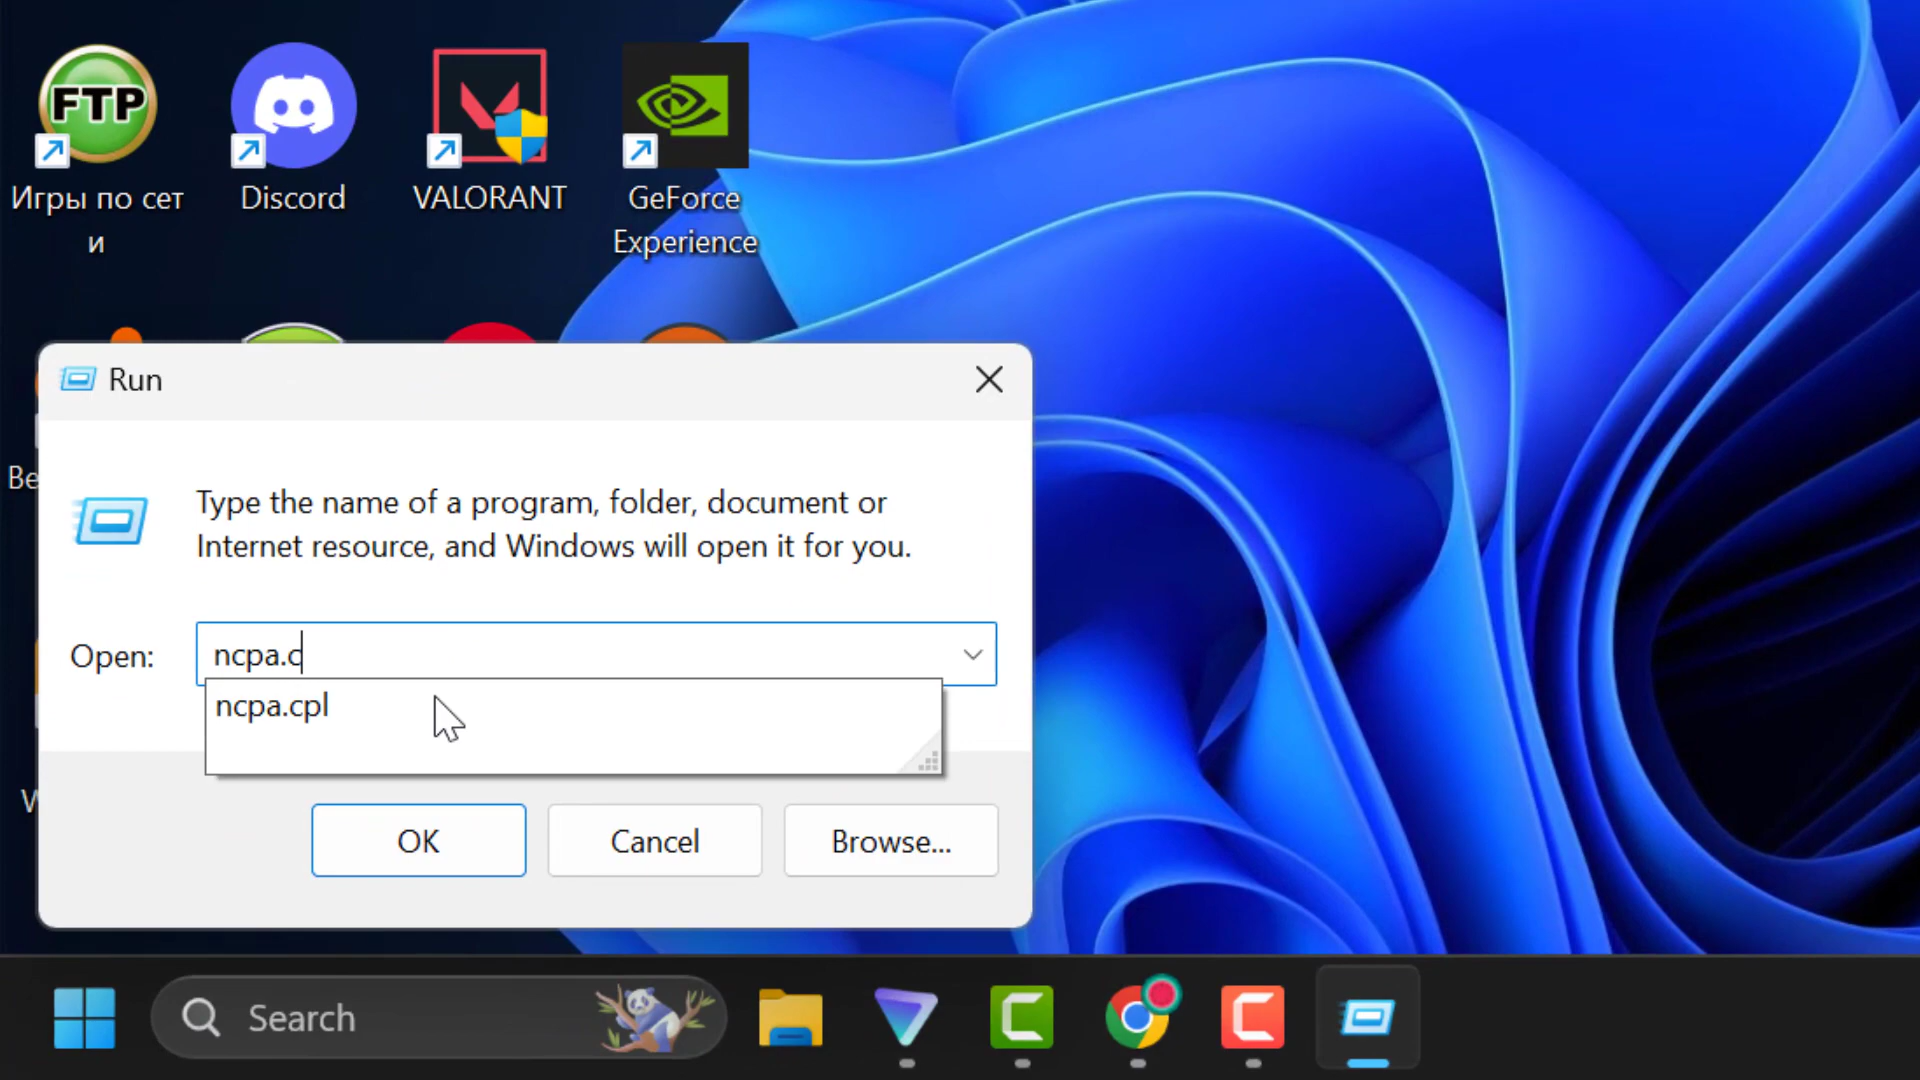 FTP
Игры по сет
и
Discord
VALORANT
GeForce
Experience
Run
Type the name of a program, folder, document or
Internet resource, and Windows will open it for you.
Open:
ncpa.c
ncpa.cpl
OK
Cancel
Browse...
Search